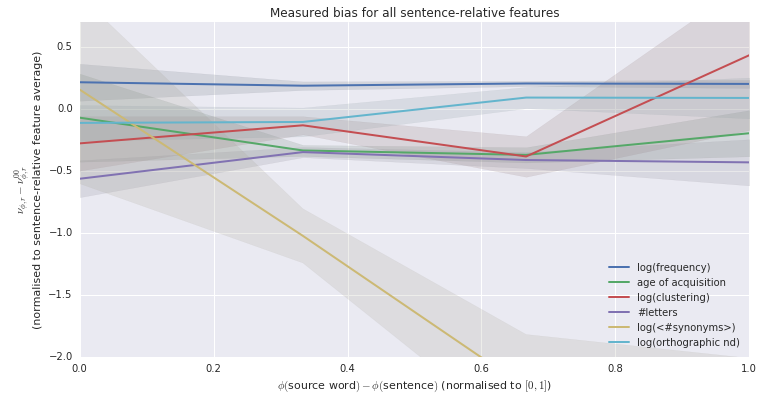 Measured bias for all sentence-relative features
ν_{ϕ,r} − ν^{00}_{ϕ,r}
(normalised to sentence-relative feature average)
0.5
0.0
−0.5
−1.0
−1.5
−2.0
log(frequency)
age of acquisition
log(clustering)
#letters
log(<#synonyms>)
log(orthographic nd)
0.0 0.2 0.4 0.6 0.8 1.0
ϕ(source word) − ϕ(sentence) (normalised to [0, 1])